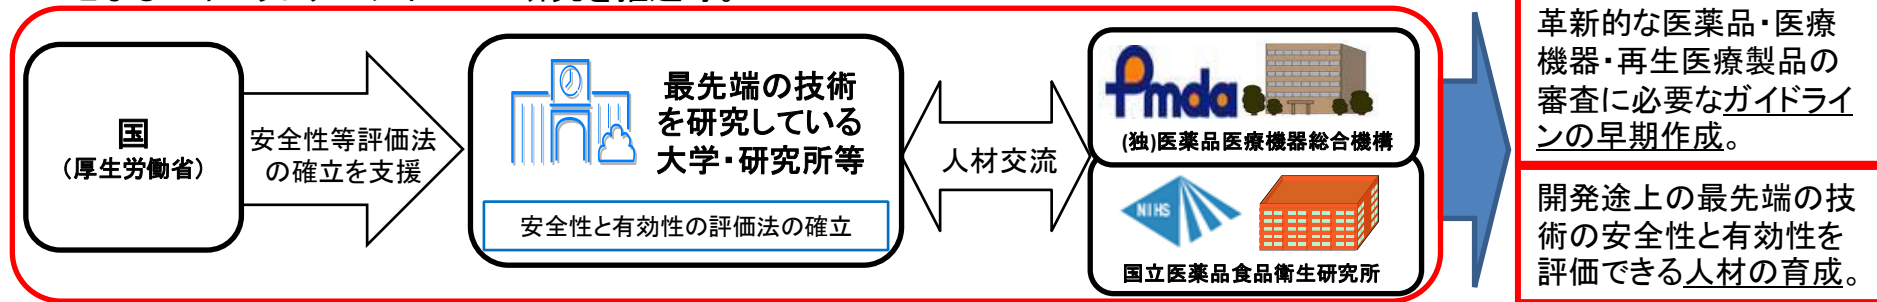 国
(厚生労働省)
安全性等評価法
の確立を支援
最先端の技術
を研究している
大学・研究所等
安全性と有効性の評価法の確立
人材交流
Pmda
(独)医薬品医療機器総合機構
NIHS
国立医薬品食品衛生研究所
革新的な医薬品・医療
機器・再生医療製品の
審査に必要なガイドライ
ンの早期作成。
開発途上の最先端の技
術の安全性と有効性を
評価できる人材の育成。